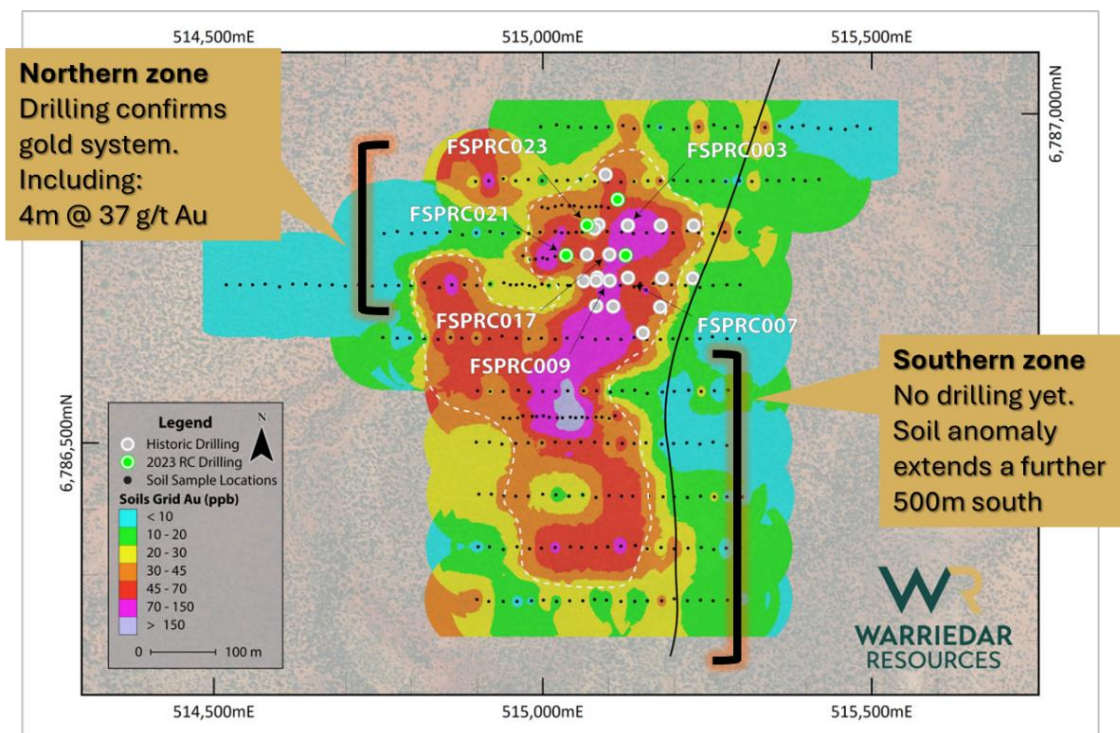 514,500mE
515,000mE
515,500mE
6,787,000mN
Northern zone
Drilling confirms
gold system.
Including:
4m @ 37 g/t Au
FSPRC023
FSPRC003
FSPRC021
FSPRC017
FSPRC007
FSPRC009
Southern zone
No drilling yet.
Soil anomaly
extends a further
500m south
6,786,500mN
Legend
N
Historic Drilling
2023 RC Drilling
Soil Sample Locations
Soils Grid Au (ppb)
< 10
10 - 20
20 - 30
30 - 45
45 - 70
70 - 150
> 150
0 100 m
WR
WARRIEDAR
RESOURCES
514,500mE
515,000mE
515,500mE